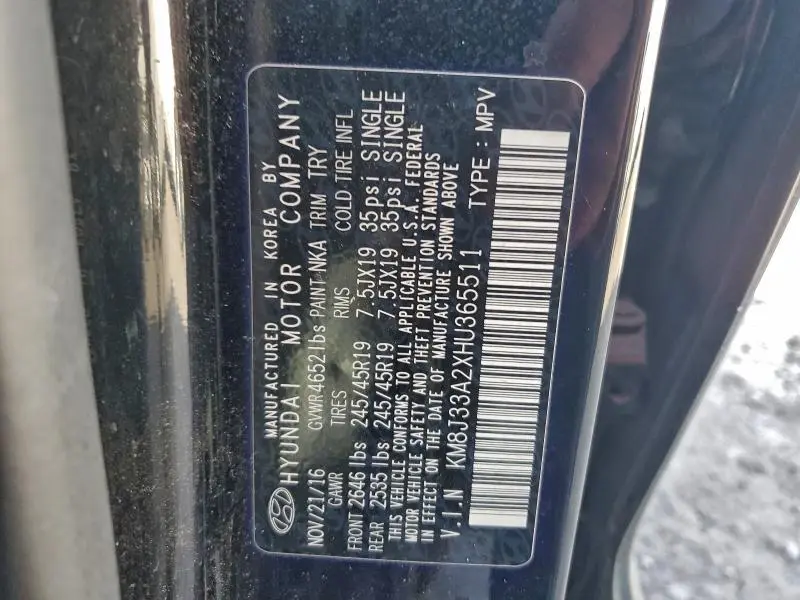 MANUFACTURED IN KOREA BY
HYUNDAI MOTOR COMPANY
NOV/21/16 GVWR 4652 lbs PAINT NKA TRIM TRY
GAWR TIRES RIMS COLD TIRE INFL
FRONT 2646 lbs 245/45R19 7.5JX19 35psi SINGLE
REAR 2535 lbs 245/45R19 7.5JX19 35psi SINGLE
THIS VEHICLE CONFORMS TO ALL APPLICABLE U.S.A. FEDERAL
MOTOR VEHICLE SAFETY AND THEFT PREVENTION STANDARDS
IN EFFECT ON THE DATE OF MANUFACTURE SHOWN ABOVE
V.I.N KM8J33A2XHU365511 TYPE : MPV